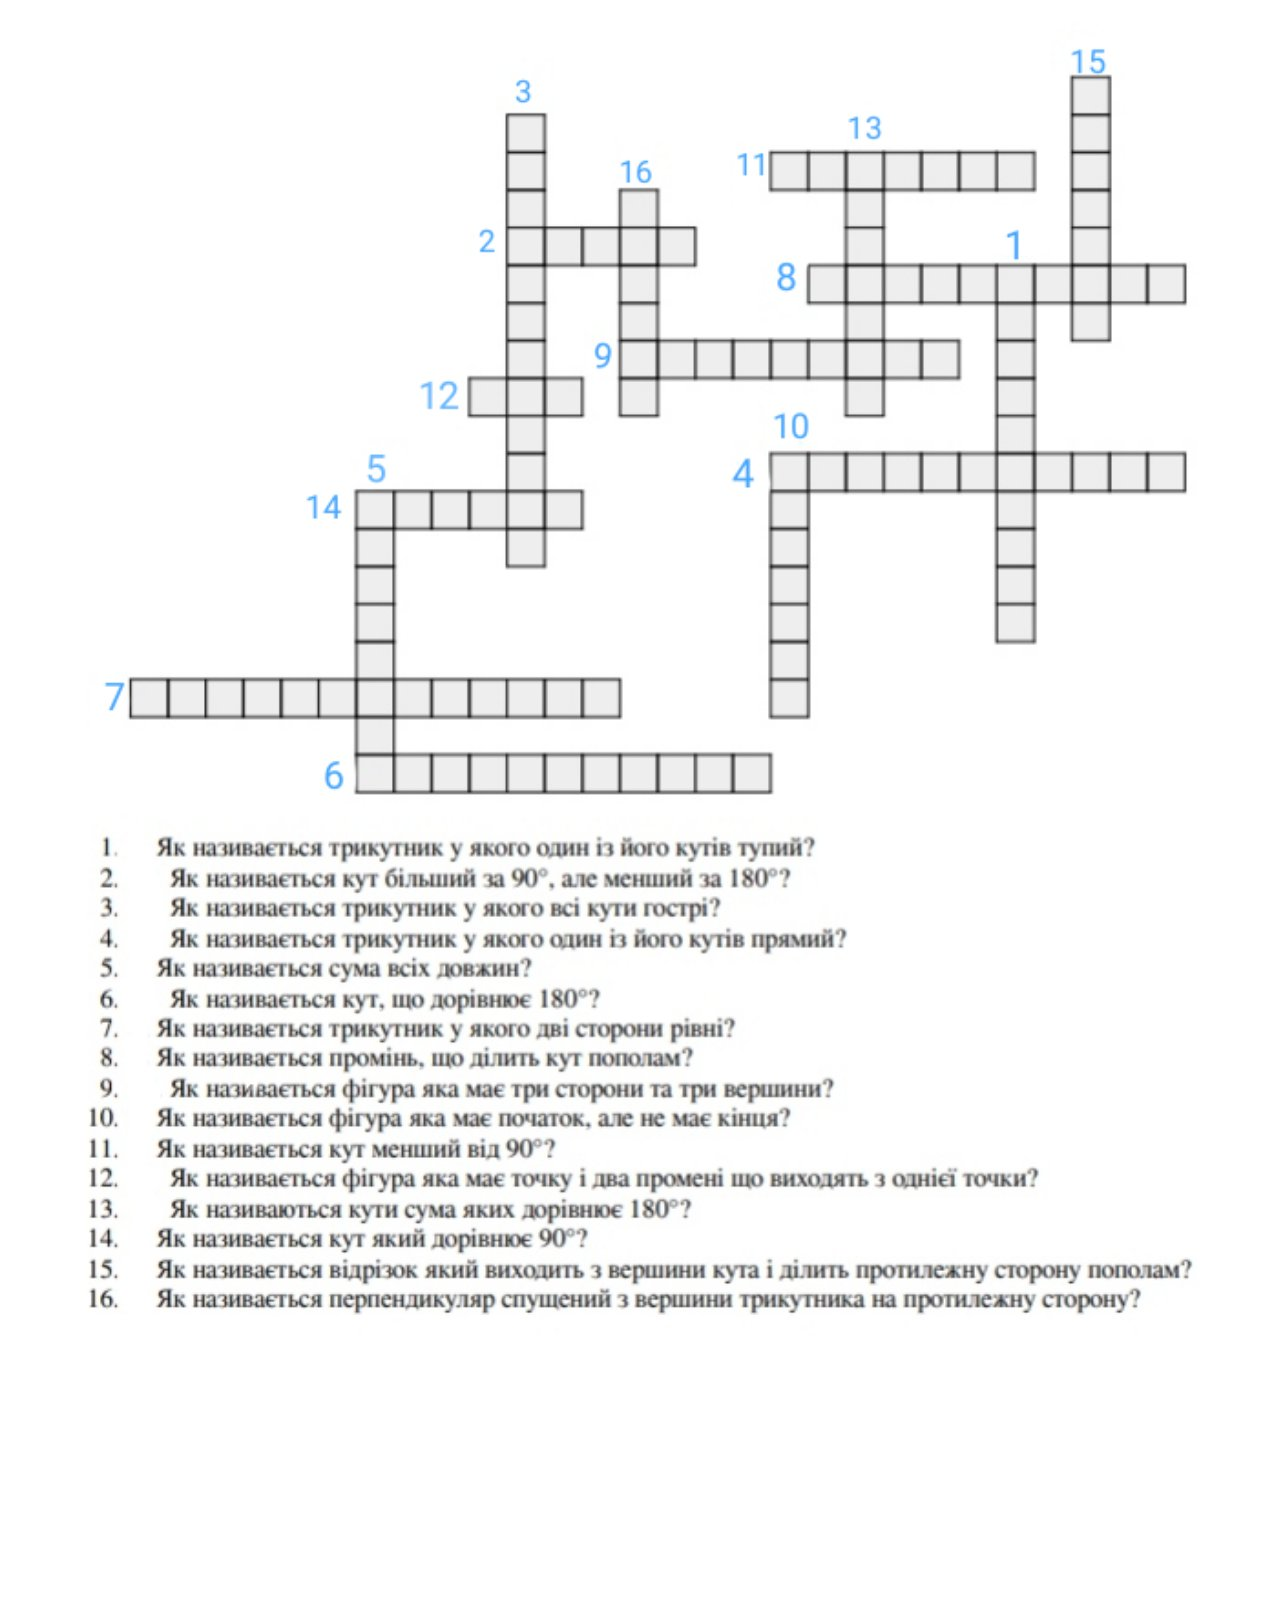 15
3
13
11
16
2
1
8
9
12
10
5
4
14
7
6
1. Як називається трикутник у якого один із його кутів тупий?
2. Як називається кут більший за 90°, але менший за 180°?
3. Як називається трикутник у якого всі кути гострі?
4. Як називається трикутник у якого один із його кутів прямий?
5. Як називається сума всіх довжин?
6. Як називається кут, що дорівнює 180°?
7. Як називається трикутник у якого дві сторони рівні?
8. Як називається промінь, що ділить кут пополам?
9. Як називається фігура яка має три сторони та три вершини?
10. Як називається фігура яка має початок, але не має кінця?
11. Як називається кут менший від 90°?
12. Як називається фігура яка має точку і два промені що виходять з однієї точки?
13. Як називаються кути сума яких дорівнює 180°?
14. Як називається кут який дорівнює 90°?
15. Як називається відрізок який виходить з вершини кута і ділить протилежну сторону пополам?
16. Як називається перпендикуляр спущений з вершини трикутника на протилежну сторону?